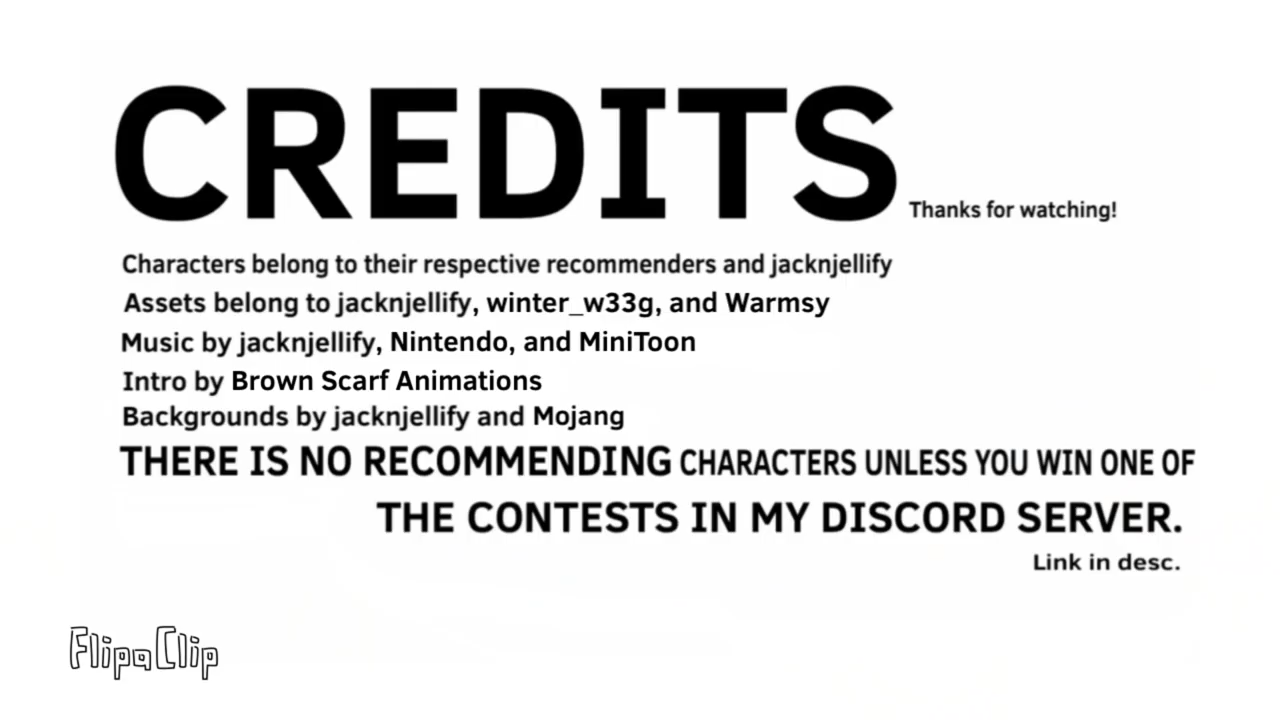 CREDITS Thanks for watching!
Characters belong to their respective recommenders and jacknjellify
Assets belong to jacknjellify, winter_w33g, and Warmsy
Music by jacknjellify, Nintendo, and MiniToon
Intro by Brown Scarf Animations
Backgrounds by jacknjellify and Mojang
THERE IS NO RECOMMENDING CHARACTERS UNLESS YOU WIN ONE OF
THE CONTESTS IN MY DISCORD SERVER.
Link in desc.
FlipaClip